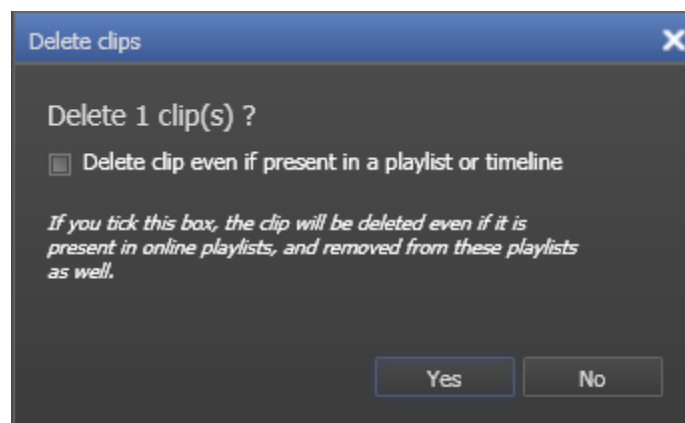 Delete clips
Delete 1 clip(s) ?
Delete clip even if present in a playlist or timeline
If you tick this box, the clip will be deleted even if it is
present in online playlists, and removed from these playlists
as well.
Yes
No